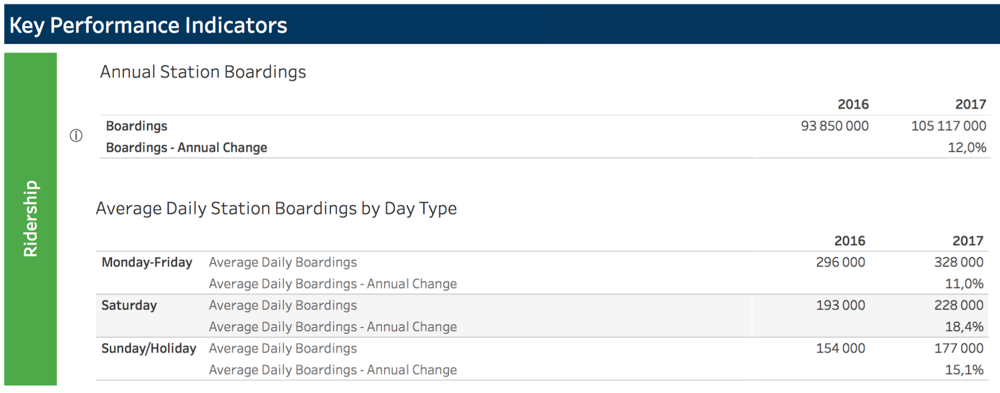 Key Performance Indicators
Ridership
Annual Station Boardings
2016 2017
Boardings 93 850 000 105 117 000
Boardings - Annual Change 12,0%
Average Daily Station Boardings by Day Type
2016 2017
Monday-Friday Average Daily Boardings 296 000 328 000
Average Daily Boardings - Annual Change 11,0%
Saturday Average Daily Boardings 193 000 228 000
Average Daily Boardings - Annual Change 18,4%
Sunday/Holiday Average Daily Boardings 154 000 177 000
Average Daily Boardings - Annual Change 15,1%